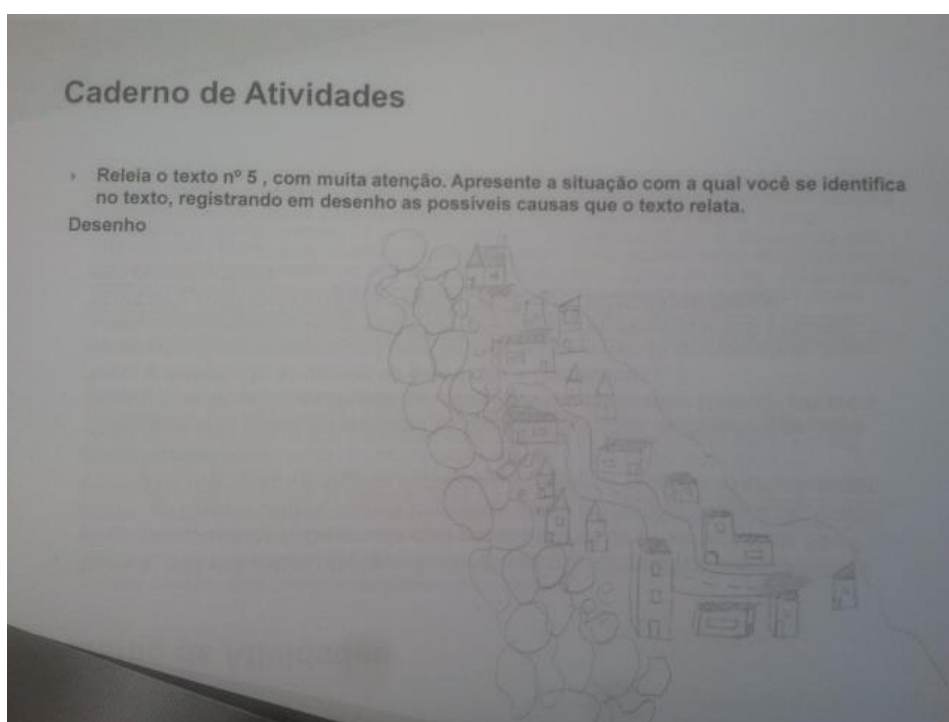 Caderno de Atividades
Releia o texto nº 5 , com muita atenção. Apresente a situação com a qual você se identifica
no texto, registrando em desenho as possíveis causas que o texto relata.
Desenho